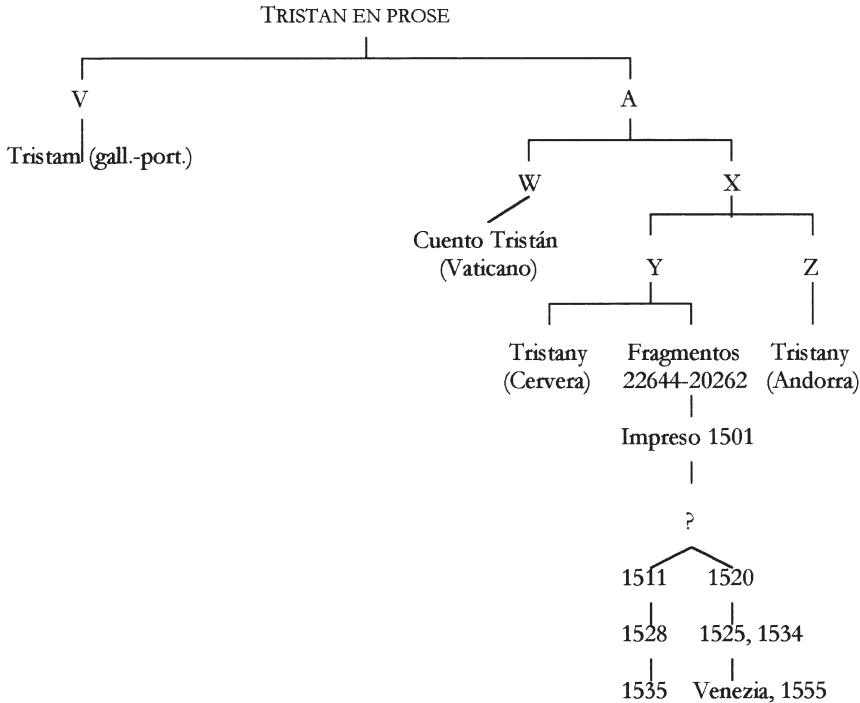 TRISTAN EN PROSE
V A
Tristam (gall.-port.)
W X
Cuento Tristán
(Vaticano)
Y Z
Tristany Fragmentos Tristany
(Cervera) 22644-20262 (Andorra)
Impreso 1501
?
1511 1520
1528 1525, 1534
1535 Venezia, 1555